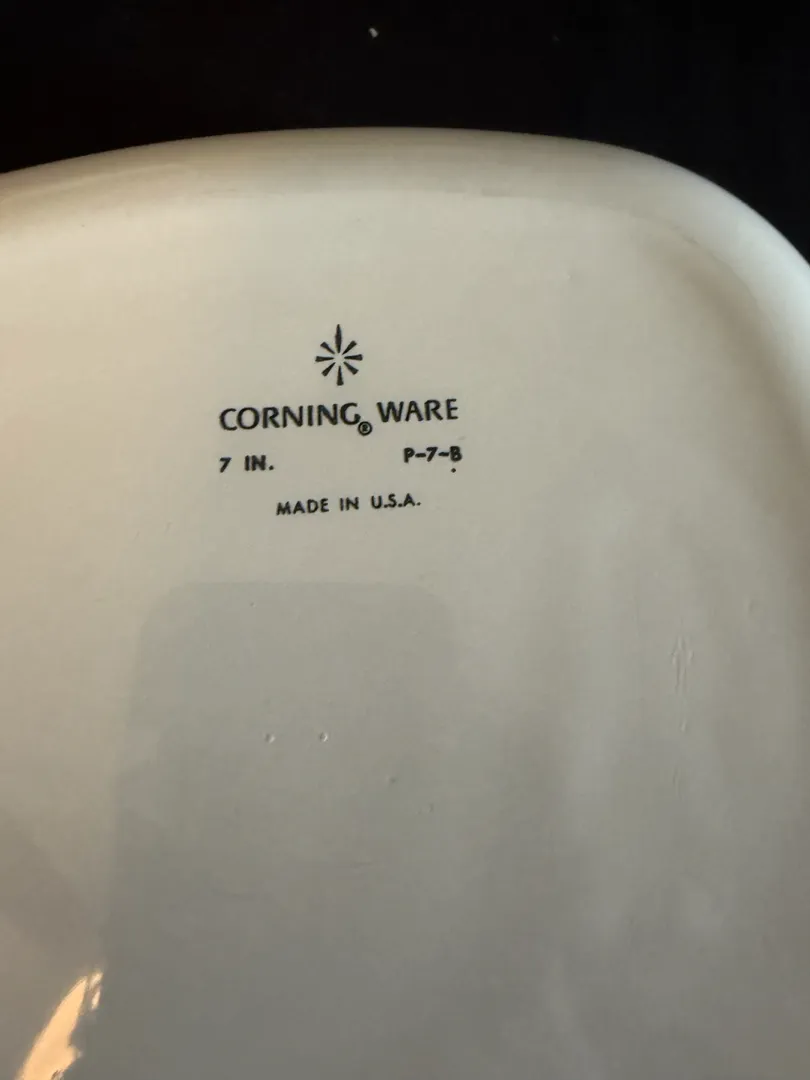 CORNING® WARE
7 IN. P-7-B
MADE IN U.S.A.